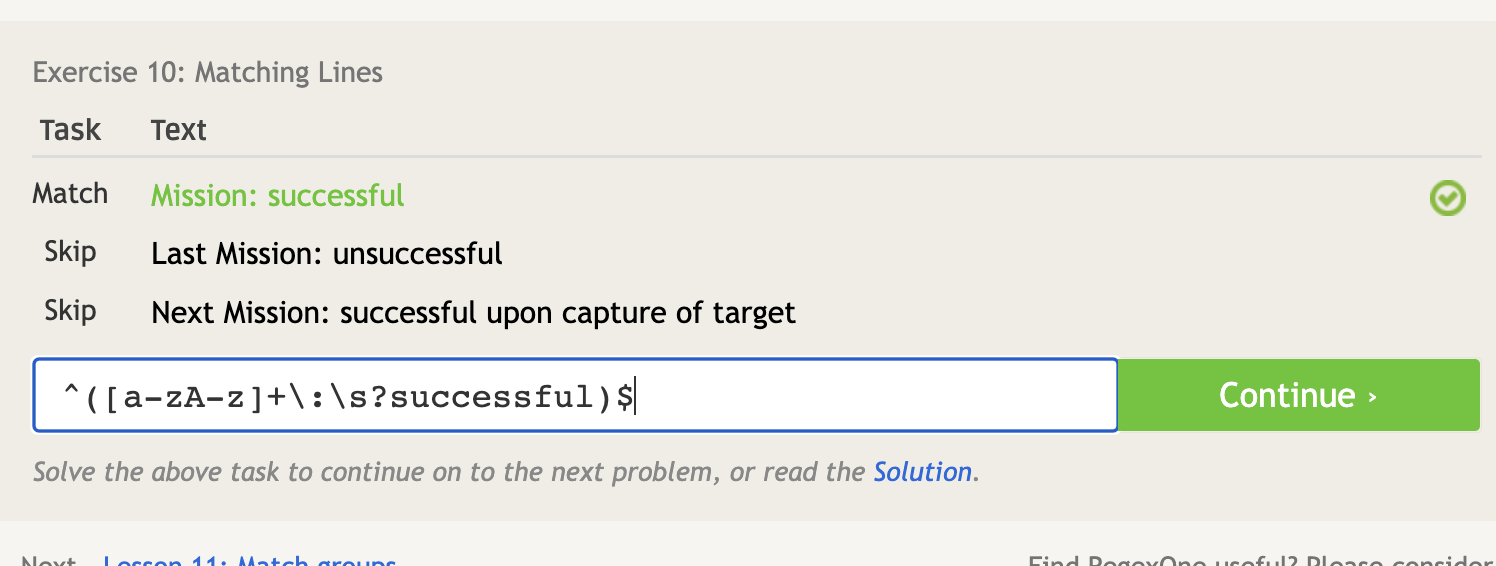 Exercise 10: Matching Lines
Task Text
Match Mission: successful
Skip Last Mission: unsuccessful
Skip Next Mission: successful upon capture of target
^([a-zA-z]+\:\s?successful)$
Continue ›
Solve the above task to continue on to the next problem, or read the Solution.
Next – Lesson 11: Match groups
Find RegexOne useful? Please consider